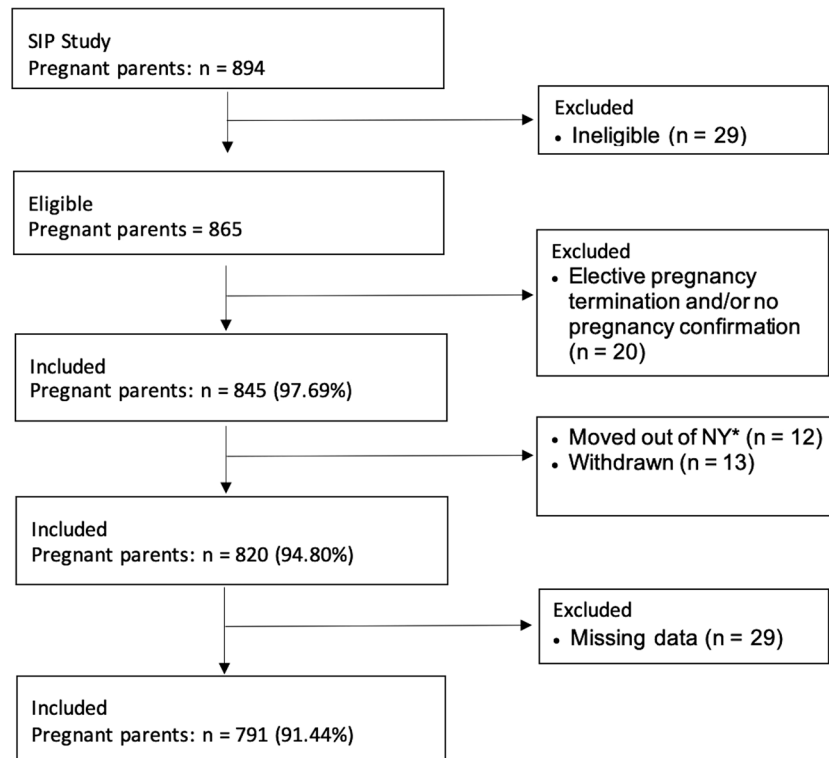 SIP Study
Pregnant parents: n = 894
Excluded
• Ineligible (n = 29)
Eligible
Pregnant parents = 865
Excluded
• Elective pregnancy
termination and/or no
pregnancy confirmation
(n = 20)
Included
Pregnant parents: n = 845 (97.69%)
• Moved out of NY* (n = 12)
• Withdrawn (n = 13)
Included
Pregnant parents: n = 820 (94.80%)
Excluded
• Missing data (n = 29)
Included
Pregnant parents: n = 791 (91.44%)